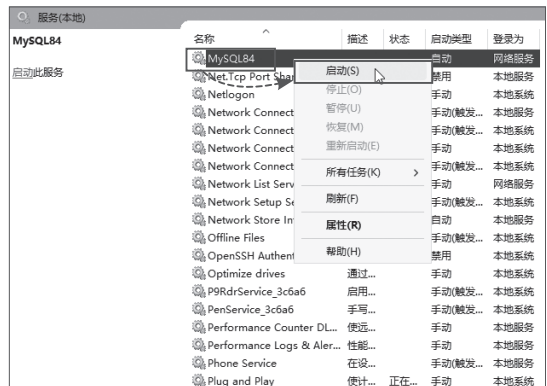 服务(本地)
MySQL84
启动此服务
名称 描述 状态 启动类型 登录为
MySQL84 自动 网络服务
Net.Tcp Port Shar 禁用 本地服务
Netlogon 手动 本地系统
Network Connect 手动(触发... 本地服务
Network Connect 手动 本地系统
Network Connect 手动 本地系统
Network Connect 手动(触发... 本地系统
Network List Serv 手动 网络服务
Network Setup Se 手动(触发... 本地系统
Network Store In 自动 本地服务
Offline Files 手动(触发... 本地系统
OpenSSH Authent 禁用 本地系统
Optimize drives 通过... 手动 本地系统
P9RdrService_3c6a6 启用... 手动(触发... 本地系统
PenService_3c6a6 手写... 手动(触发... 本地系统
Performance Counter DL... 使远... 手动 本地服务
Performance Logs & Aler... 性能... 手动 本地服务
Phone Service 在设... 手动(触发... 本地服务
Plug and Play 使计... 正在... 手动 本地系统
启动(S)
停止(O)
暂停(U)
恢复(M)
重新启动(E)
所有任务(K) >
刷新(F)
属性(R)
帮助(H)